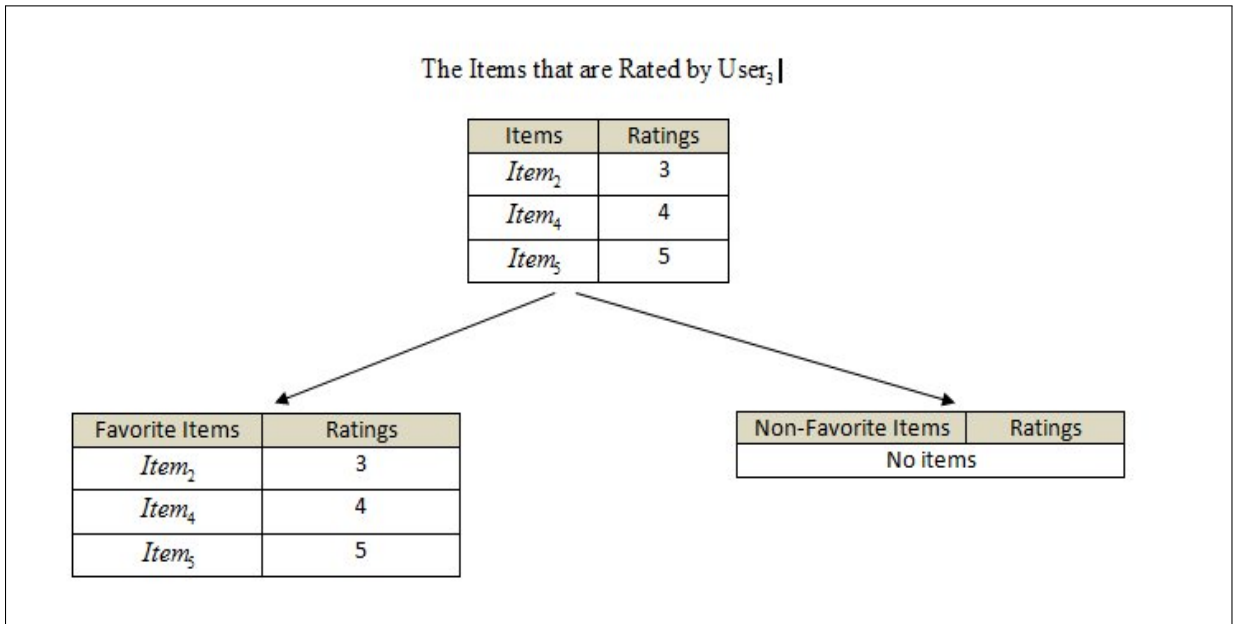 The Items that are Rated by User₃
Items Ratings
Item₂ 3
Item₄ 4
Item₅ 5
Favorite Items Ratings
Item₂ 3
Item₄ 4
Item₅ 5
Non-Favorite Items Ratings
No items